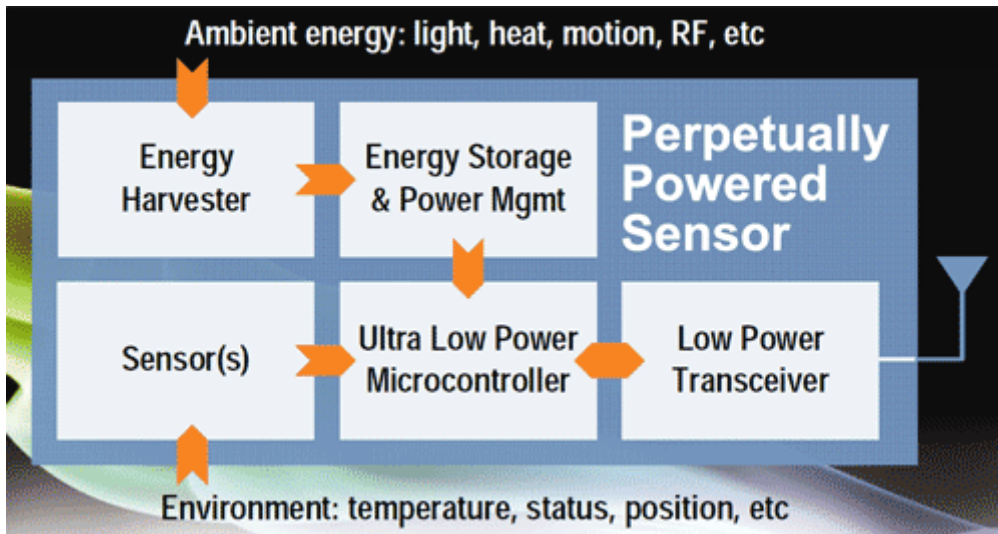 Ambient energy: light, heat, motion, RF, etc
Energy
Harvester
Energy Storage
& Power Mgmt
Perpetually
Powered
Sensor
Sensor(s)
Ultra Low Power
Microcontroller
Low Power
Transceiver
Environment: temperature, status, position, etc